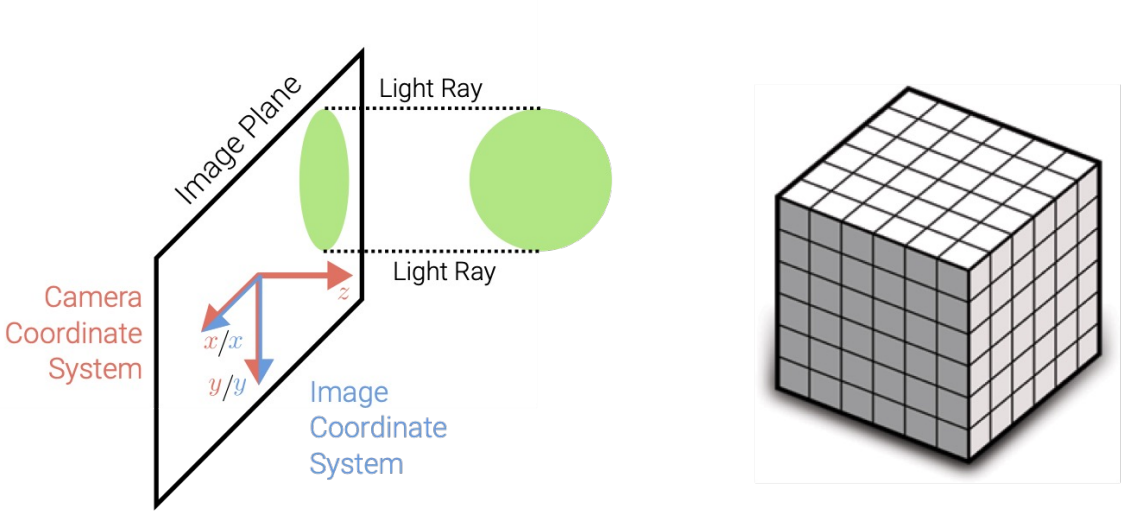 Light Ray
Image Plane
Light Ray
Camera
Coordinate
System
z
x/x
y/y
Image
Coordinate
System